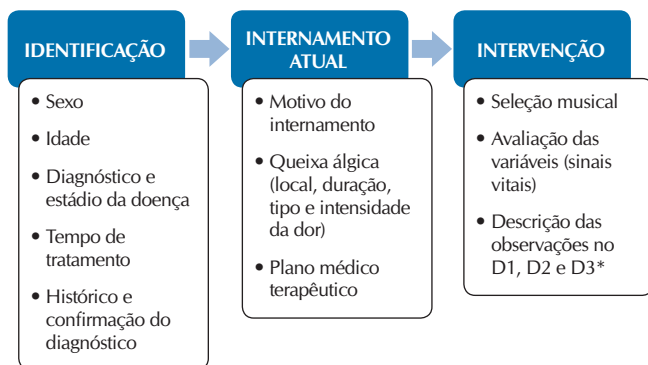 IDENTIFICAÇÃO
• Sexo
• Idade
• Diagnóstico e
estádio da doença
• Tempo de
tratamento
• Histórico e
confirmação do
diagnóstico
INTERNAMENTO
ATUAL
• Motivo do
internamento
• Queixa álgica
(local, duração,
tipo e intensidade
da dor)
• Plano médico
terapêutico
INTERVENÇÃO
• Seleção musical
• Avaliação das
variáveis (sinais
vitais)
• Descrição das
observações no
D1, D2 e D3*